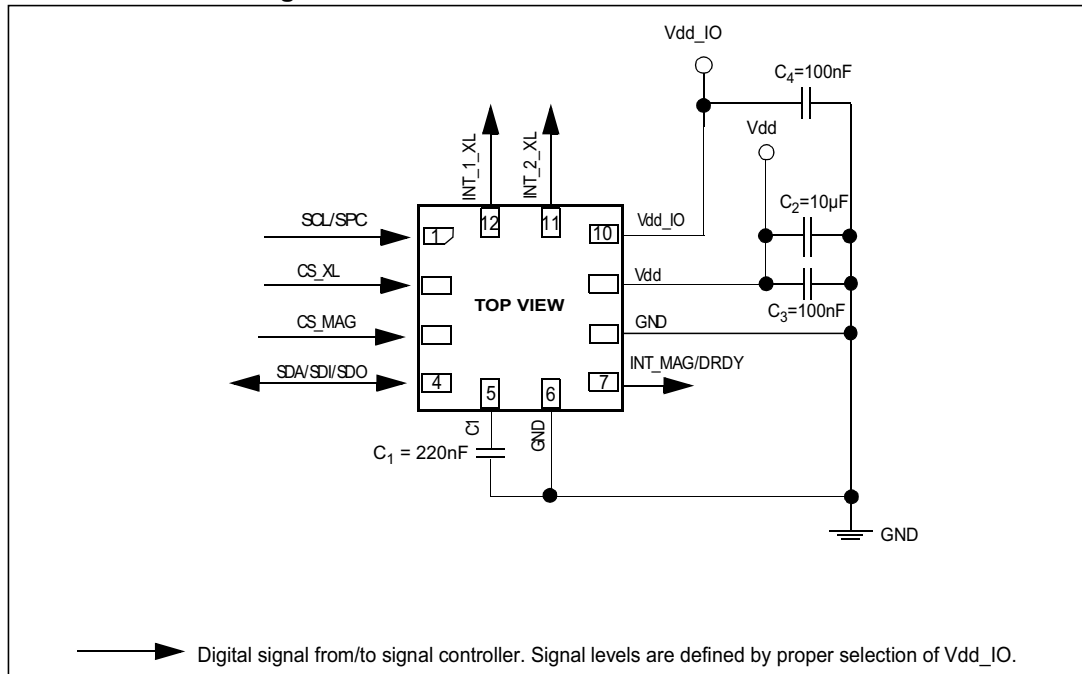 Vdd_IO
C4=100nF
Vdd
INT_1_XL
INT_2_XL
C2=10µF
SCL/SPC
1
12
11
10
Vdd_IO
CS_XL
Vdd
TOP VIEW
C3=100nF
CS_MAG
GND
SDA/SDI/SDO
4
5
6
7
INT_MAG/DRDY
C1
GND
C1 = 220nF
GND
Digital signal from/to signal controller. Signal levels are defined by proper selection of Vdd_IO.